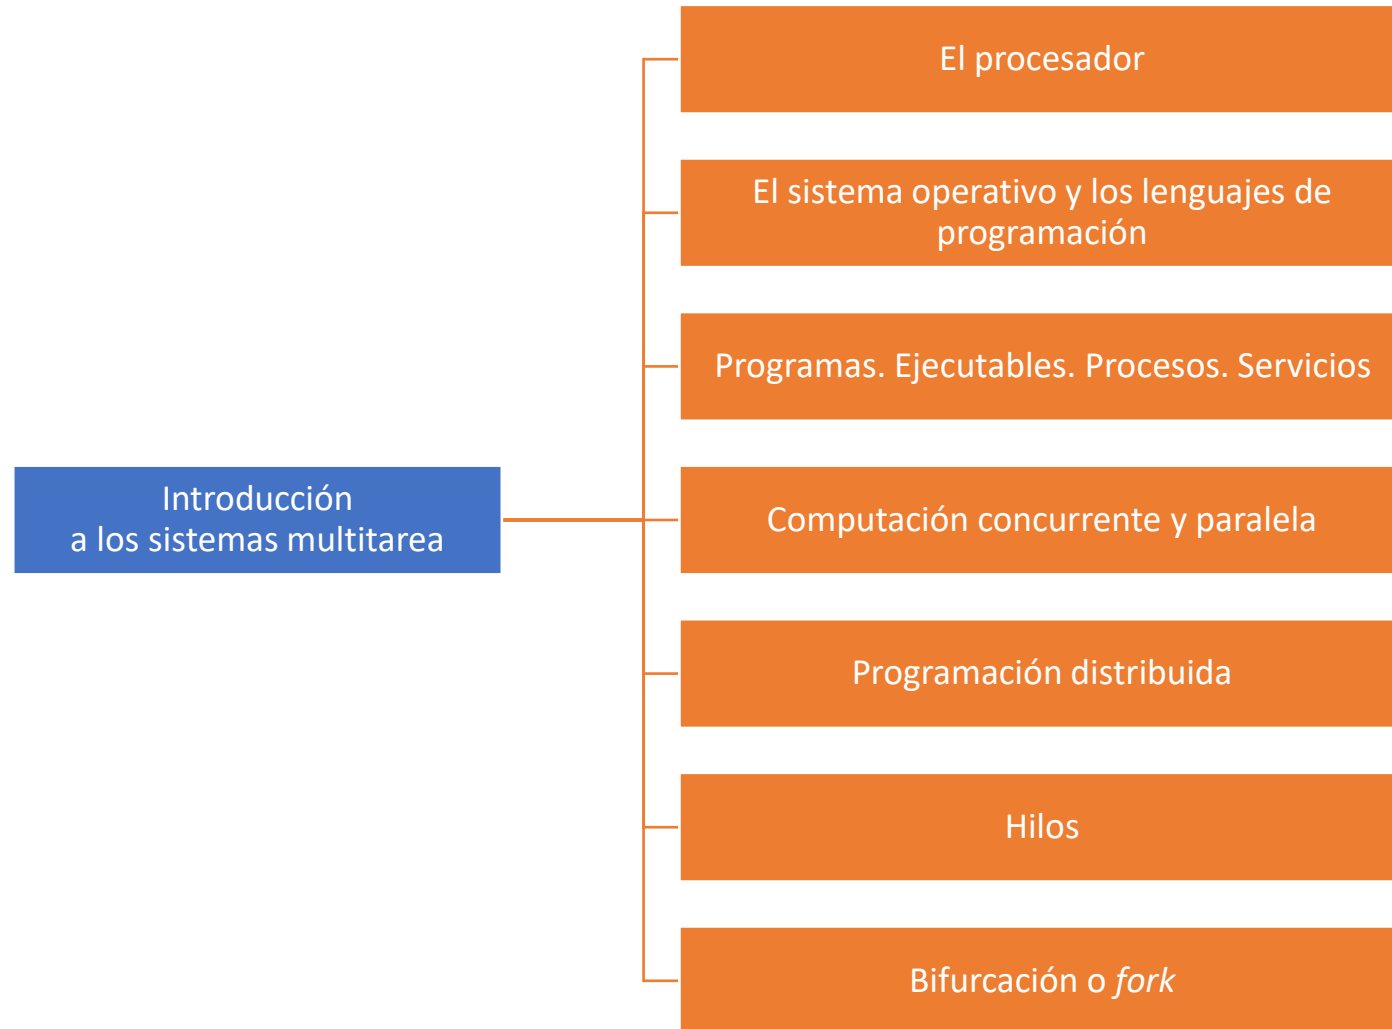 El procesador
El sistema operativo y los lenguajes de
programación
Programas. Ejecutables. Procesos. Servicios
Introducción
a los sistemas multitarea
Computación concurrente y paralela
Programación distribuida
Hilos
Bifurcación o fork